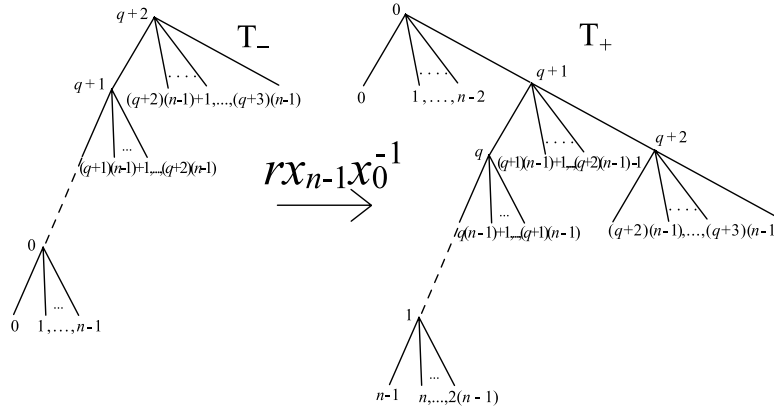 q+2
T_
0
T+
q+1
q+1
(q+2)(n-1)+1,...,(q+3)(n-1)
0
1,...,n-2
q+2
q
(q+1)(n-1)+1,...,(q+2)(n-1)
(q+1)(n-1)+1,...(q+2)(n-1)-1
rx_{n-1}x_0^{-1}
q(n-1)+1,...,(q+1)(n-1)
(q+2)(n-1),...,(q+3)(n-1)
0
1
0
1,...,n-1
n-1
n,...,2(n-1)